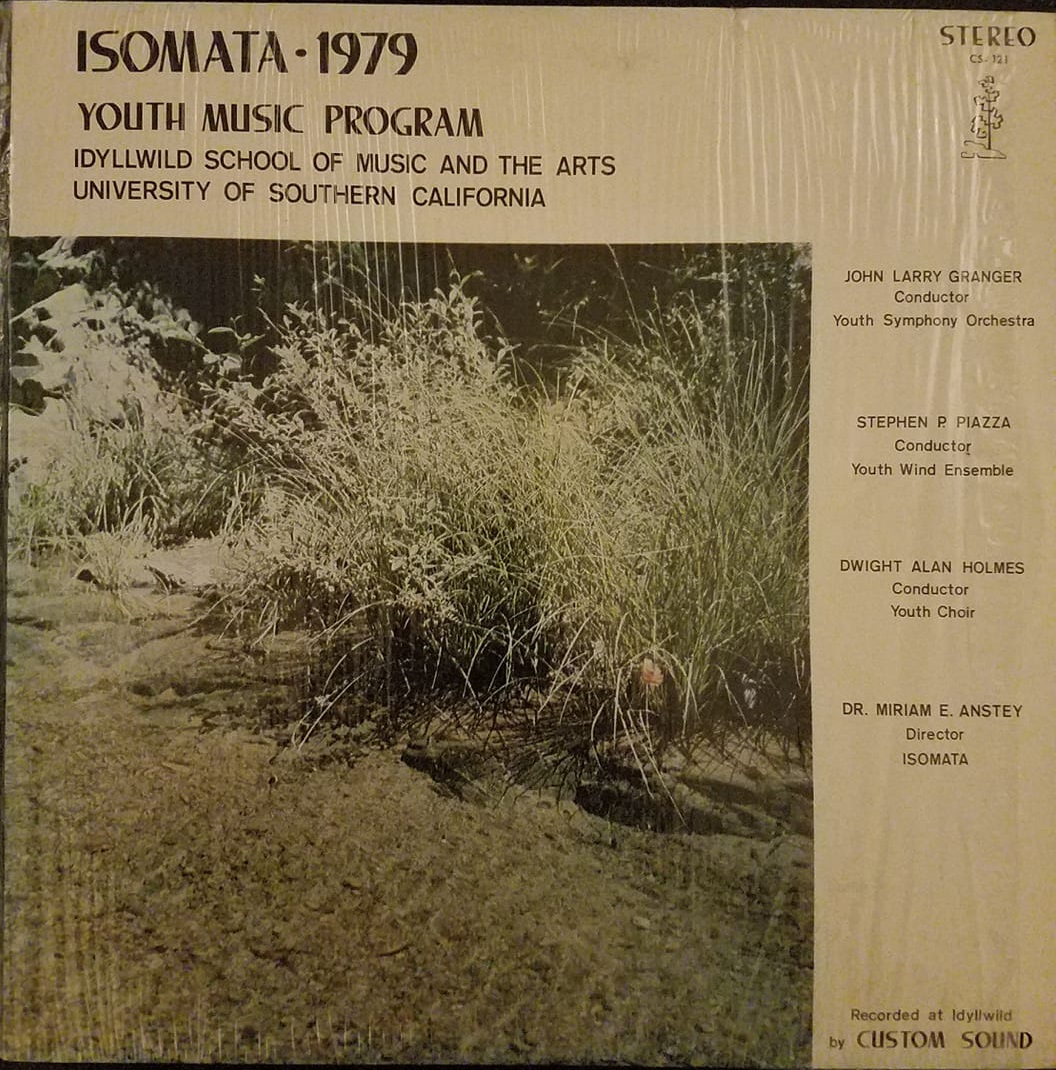 ISOMATA · 1979
STEREO
CS-121
YOUTH MUSIC PROGRAM
IDYLLWILD SCHOOL OF MUSIC AND THE ARTS
UNIVERSITY OF SOUTHERN CALIFORNIA
JOHN LARRY GRANGER
Conductor
Youth Symphony Orchestra
STEPHEN P. PIAZZA
Conductor
Youth Wind Ensemble
DWIGHT ALAN HOLMES
Conductor
Youth Choir
DR. MIRIAM E. ANSTEY
Director
ISOMATA
Recorded at Idyllwild
by CUSTOM SOUND